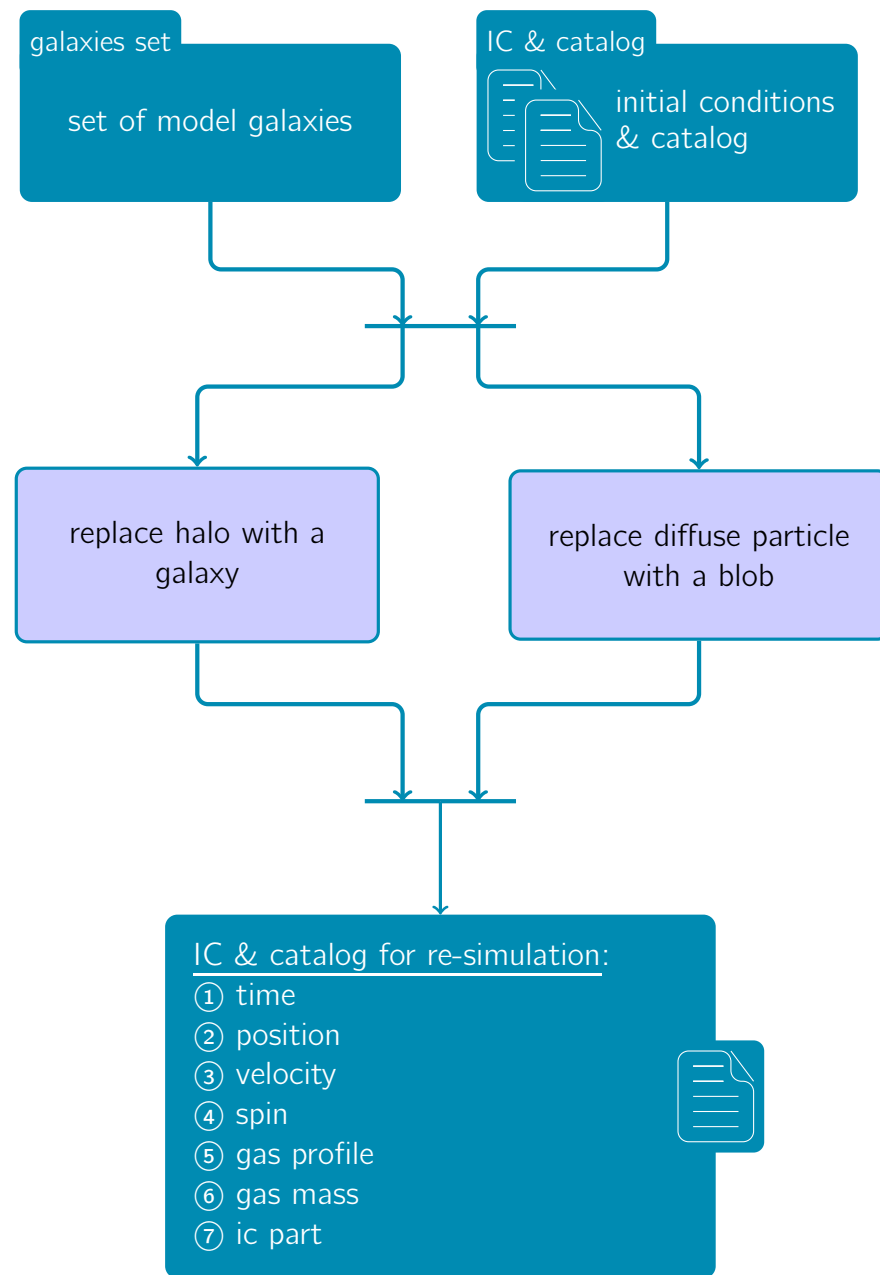 galaxies set
set of model galaxies
IC & catalog
initial conditions
& catalog
replace halo with a
galaxy
replace diffuse particle
with a blob
IC & catalog for re-simulation:
① time
② position
③ velocity
④ spin
⑤ gas profile
⑥ gas mass
⑦ ic part